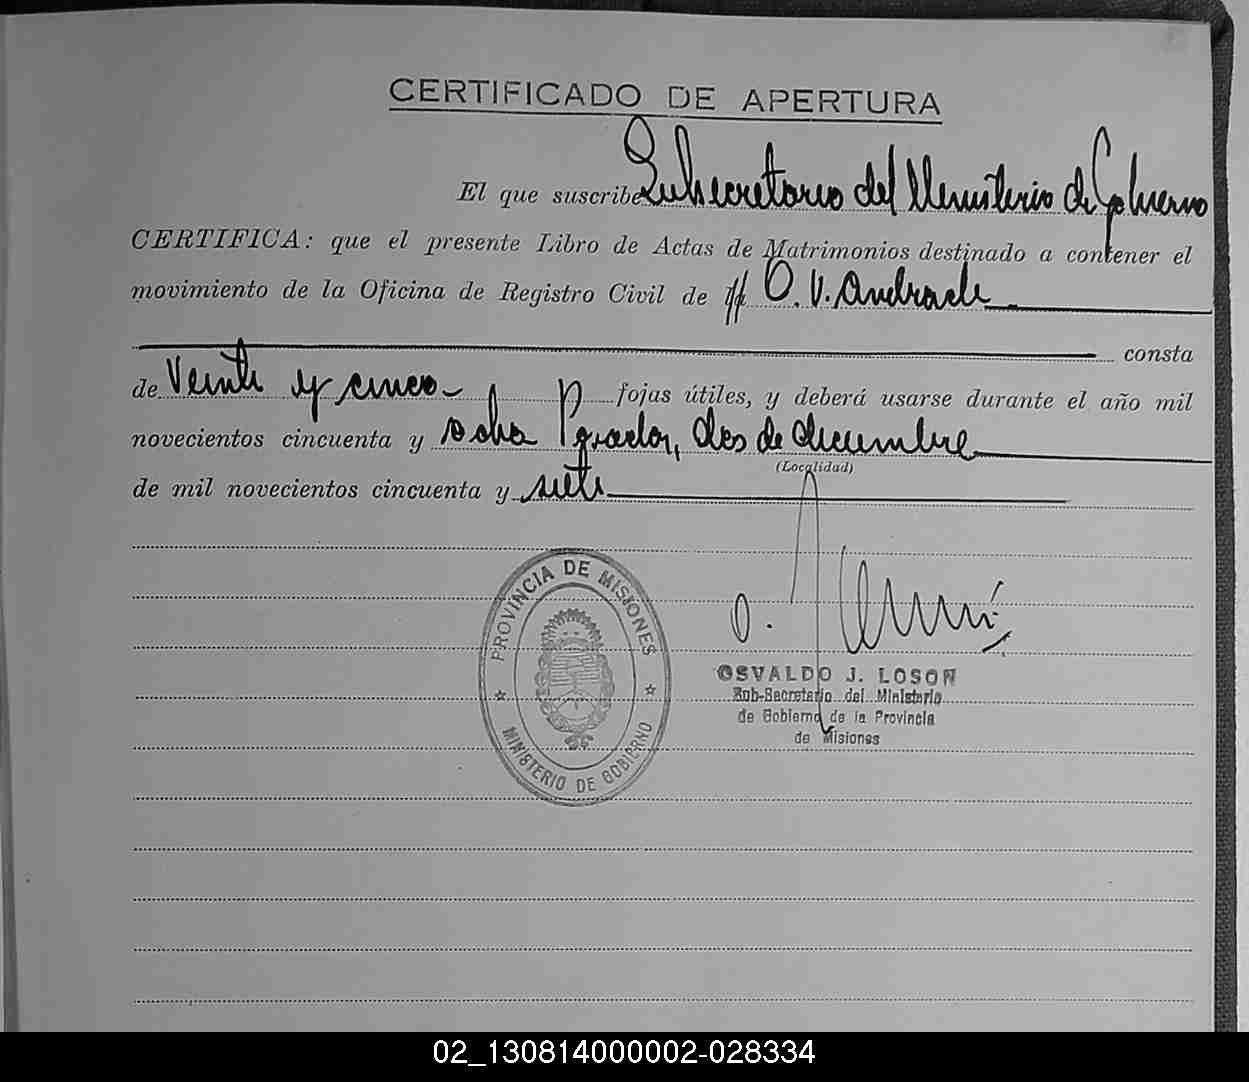 CERTIFICADO DE APERTURA
El que suscribe Subsecretario del Ministerio de Gobierno
CERTIFICA: que el presente Libro de Actas de Matrimonios destinado a contener el
movimiento de la Oficina de Registro Civil de O. V. Andrade
consta
de Veinte y cinco fojas útiles, y deberá usarse durante el año mil
novecientos cincuenta y ocho Posadas, dos de diciembre
(Localidad)
de mil novecientos cincuenta y siete
PROVINCIA DE MISIONES
MINISTERIO DE GOBIERNO
OSVALDO J. LOSON
Sub-Secretario del Ministerio
de Gobierno de la Provincia
de Misiones
02_130814000002-028334